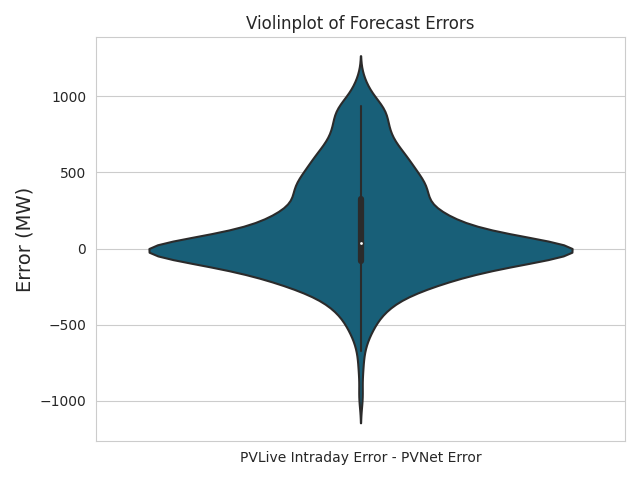 Violinplot of Forecast Errors
Error (MW)
1000
500
0
−500
−1000
PVLive Intraday Error - PVNet Error